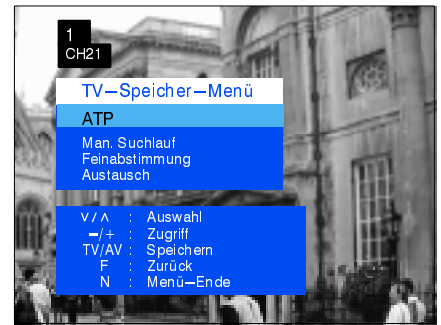 1
CH21
TV–Speicher–Menü
ATP
Man. Suchlauf
Feinabstimmung
Austausch
∨/∧ : Auswahl
–/+ : Zugriff
TV/AV : Speichern
F : Zurück
N : Menü–Ende